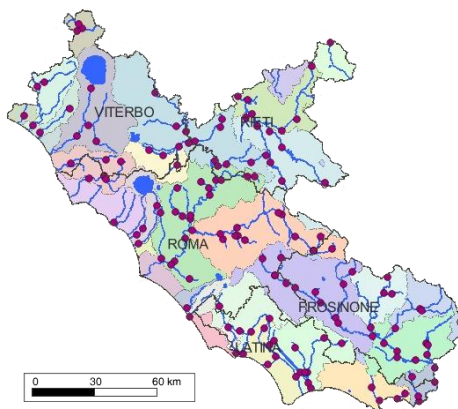 VITERBO
RIETI
ROMA
FROSINONE
LATINA
0 30 60 km